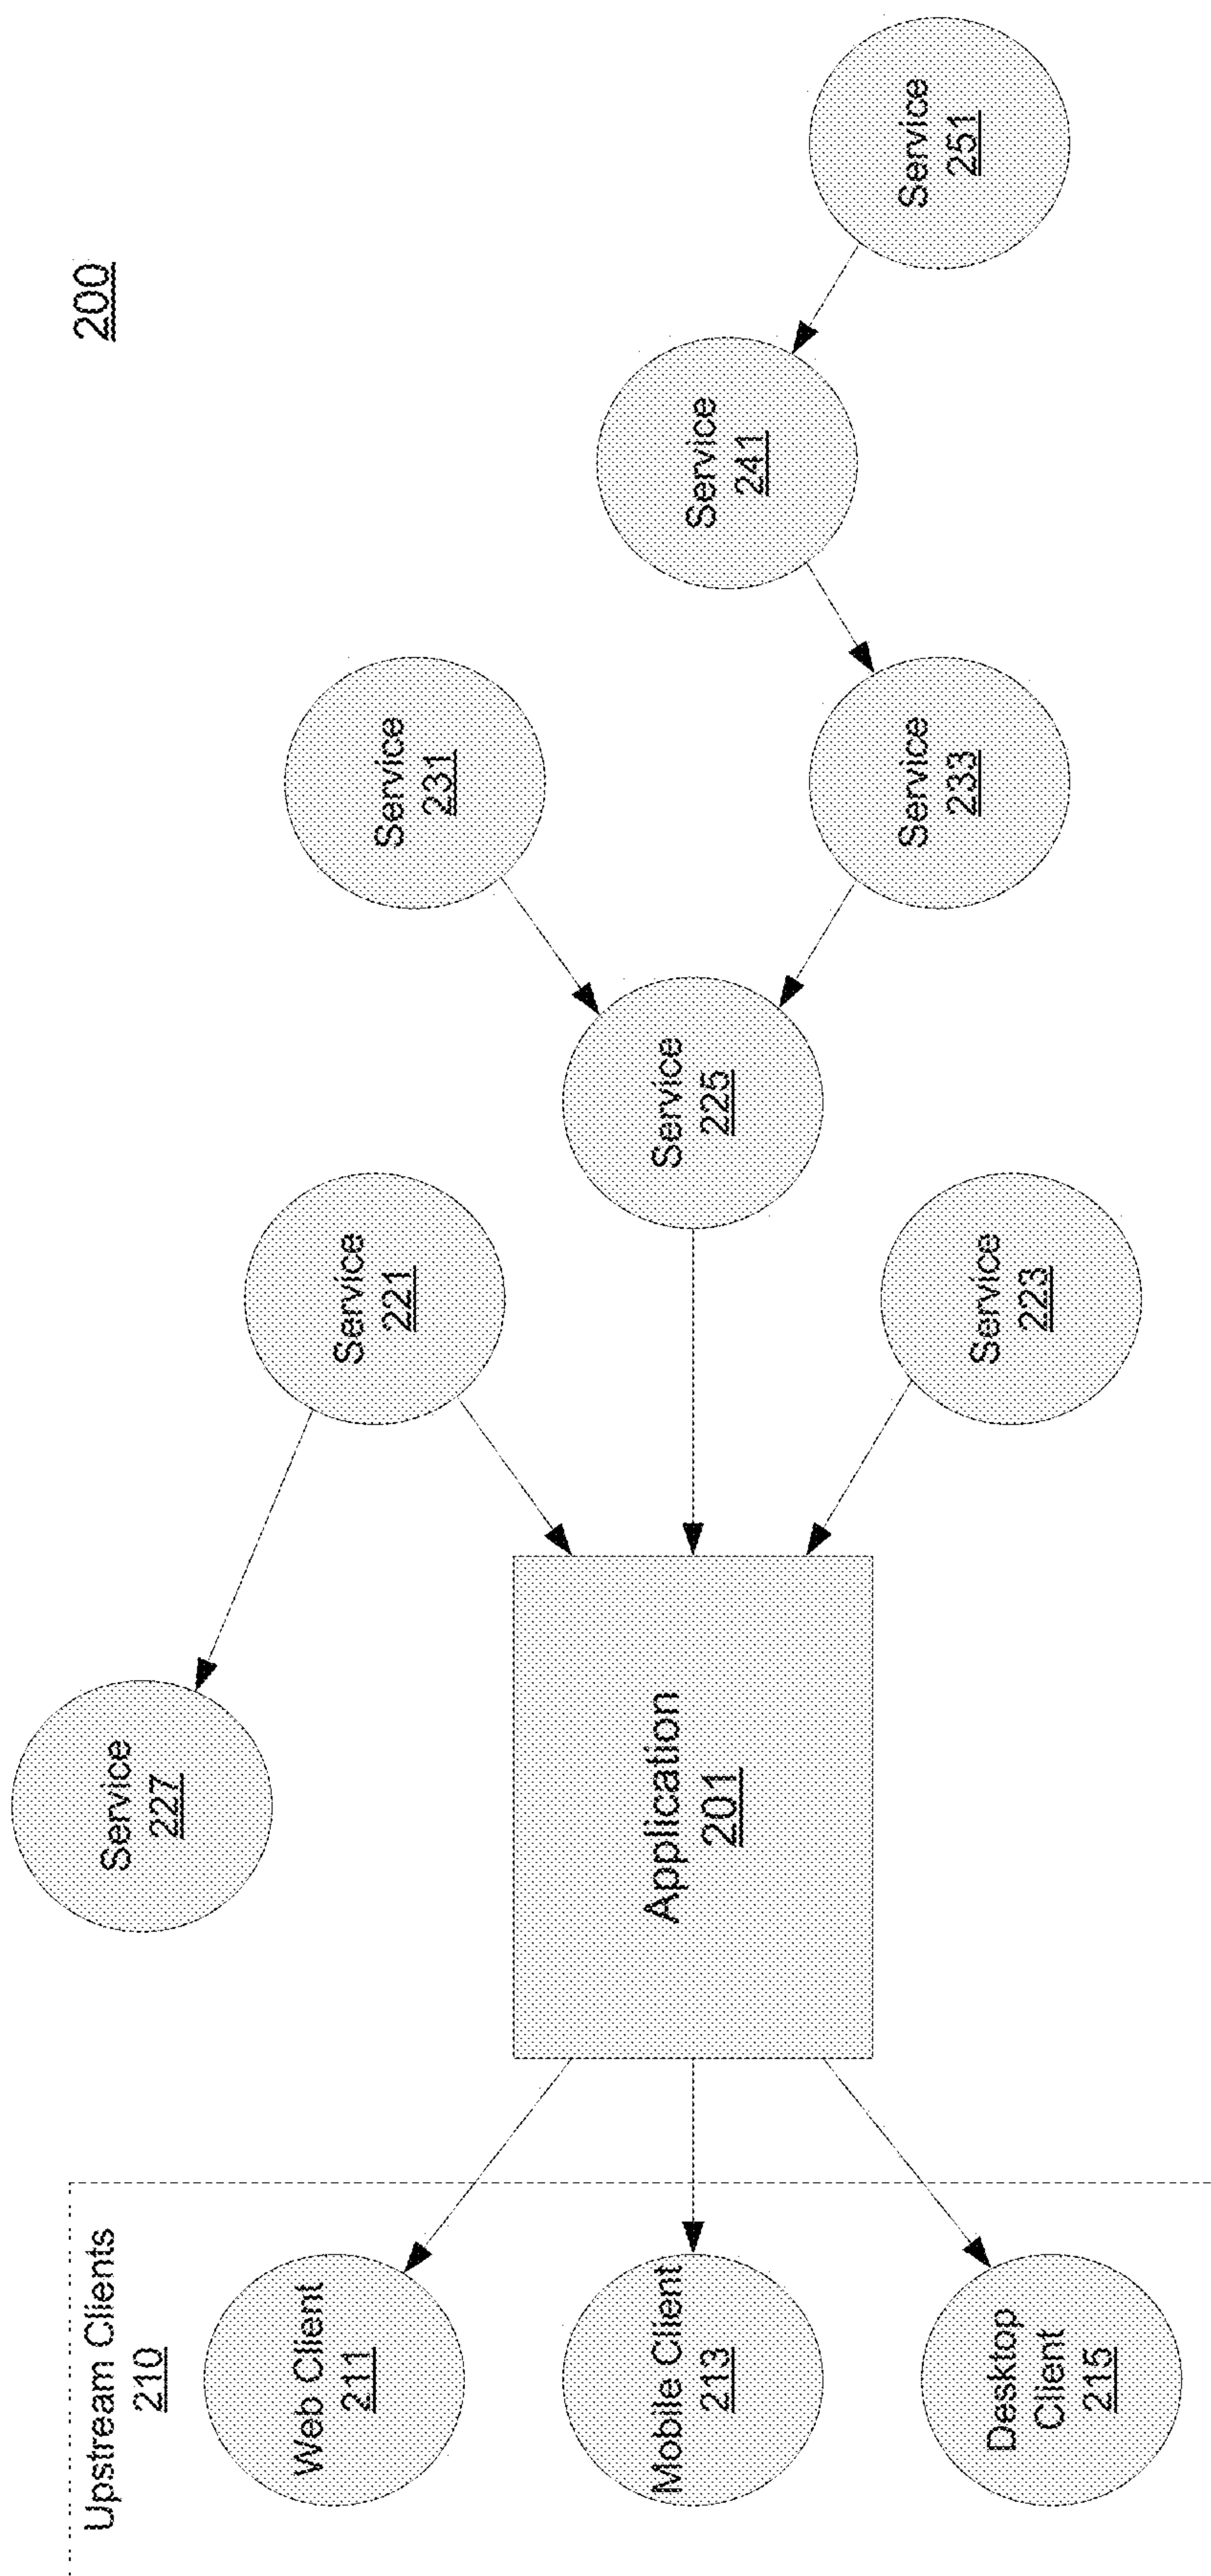 200
Upstream Clients
210
Web Client
211
Mobile Client
213
Desktop
Client
215
Application
201
Service
227
Service
221
Service
225
Service
223
Service
231
Service
233
Service
241
Service
251